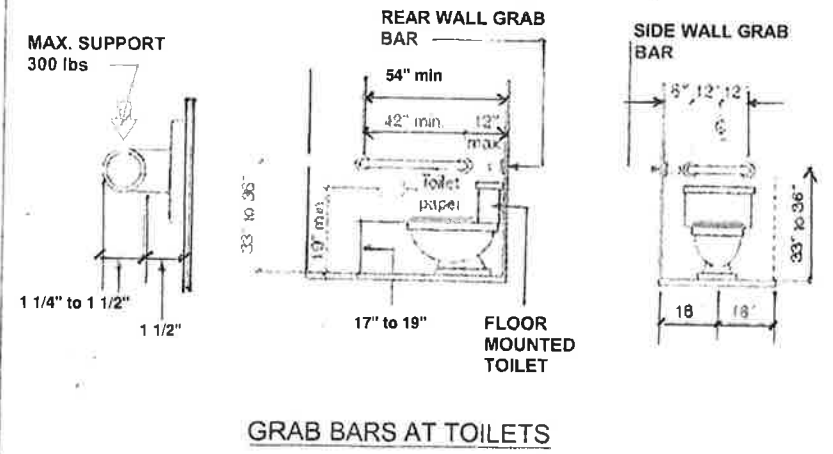 MAX. SUPPORT
300 lbs
1 1/4" to 1 1/2"
1 1/2"
REAR WALL GRAB
BAR
54" min
42" min.
12"
max
33" to 36"
19" min.
Toilet
paper
17" to 19"
FLOOR
MOUNTED
TOILET
SIDE WALL GRAB
BAR
6" 12" 12"
33" to 36"
18
18"
GRAB BARS AT TOILETS